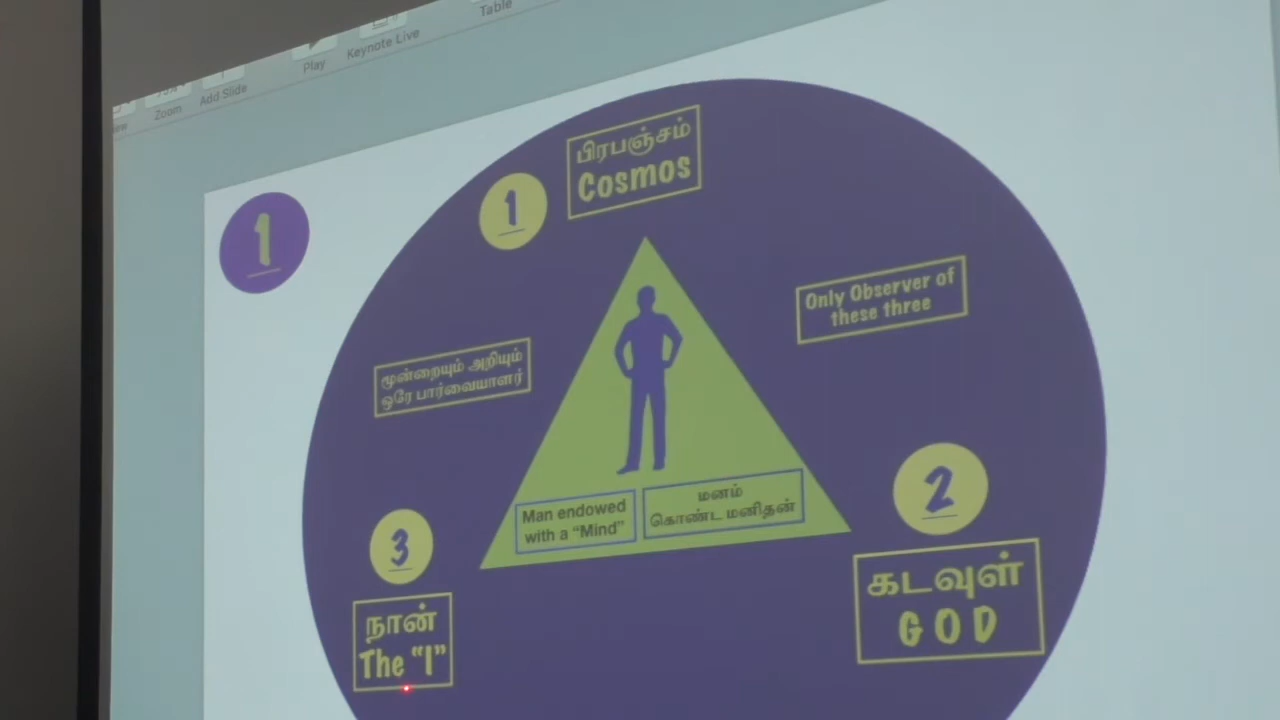 Table
Keynote Live
Play
Add Slide
Zoom
1
1
பிரபஞ்சம்
Cosmos
Only Observer of
these three
மூன்றையும் அறியும்
ஒரே பார்வையாளர்
Man endowed
with a “Mind”
மனம்
கொண்ட மனிதன்
2
கடவுள்
GOD
3
நான்
The “I”